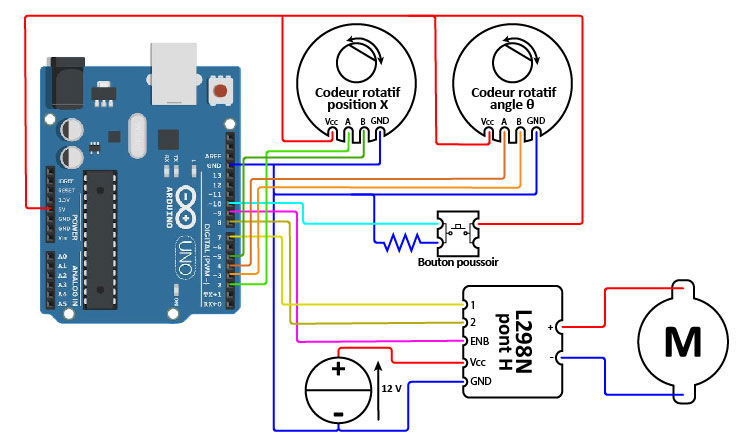 Codeur rotatif
position X
Vcc A B GND
Codeur rotatif
angle θ
Vcc A B GND
AREF
GND
13
12
~11
~10
~9
8
7
~6
~5
4
~3
2
TX→1
RX←0
DIGITAL (PWM~)
IOREF
RESET
3.3V
5V
GND
GND
Vin
POWER
A0
A1
A2
A3
A4
A5
ANALOG IN
TX
RX
L
ON
ARDUINO
UNO
Bouton poussoir
1
2
ENB
Vcc
GND
L298N
pont H
+
-
M
+
-
12 V